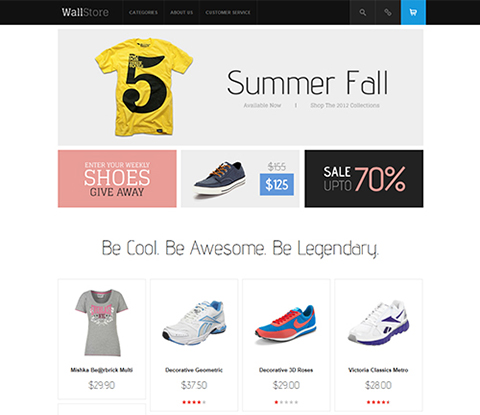 WallStore CATEGORIES ABOUT US CUSTOMER SERVICE
5
Summer Fall
Available Now | Shop The 2012 Collections
ENTER YOUR WEEKLY
SHOES
GIVE AWAY
$155
$125
SALE
UPTO
70%
Be Cool. Be Awesome. Be Legendary.
Mishka Be@rbrick Multi
$29.90
Decorative Geometric
$37.50
Decorative 3D Roses
$29.00
Victoria Classics Metro
$28.00